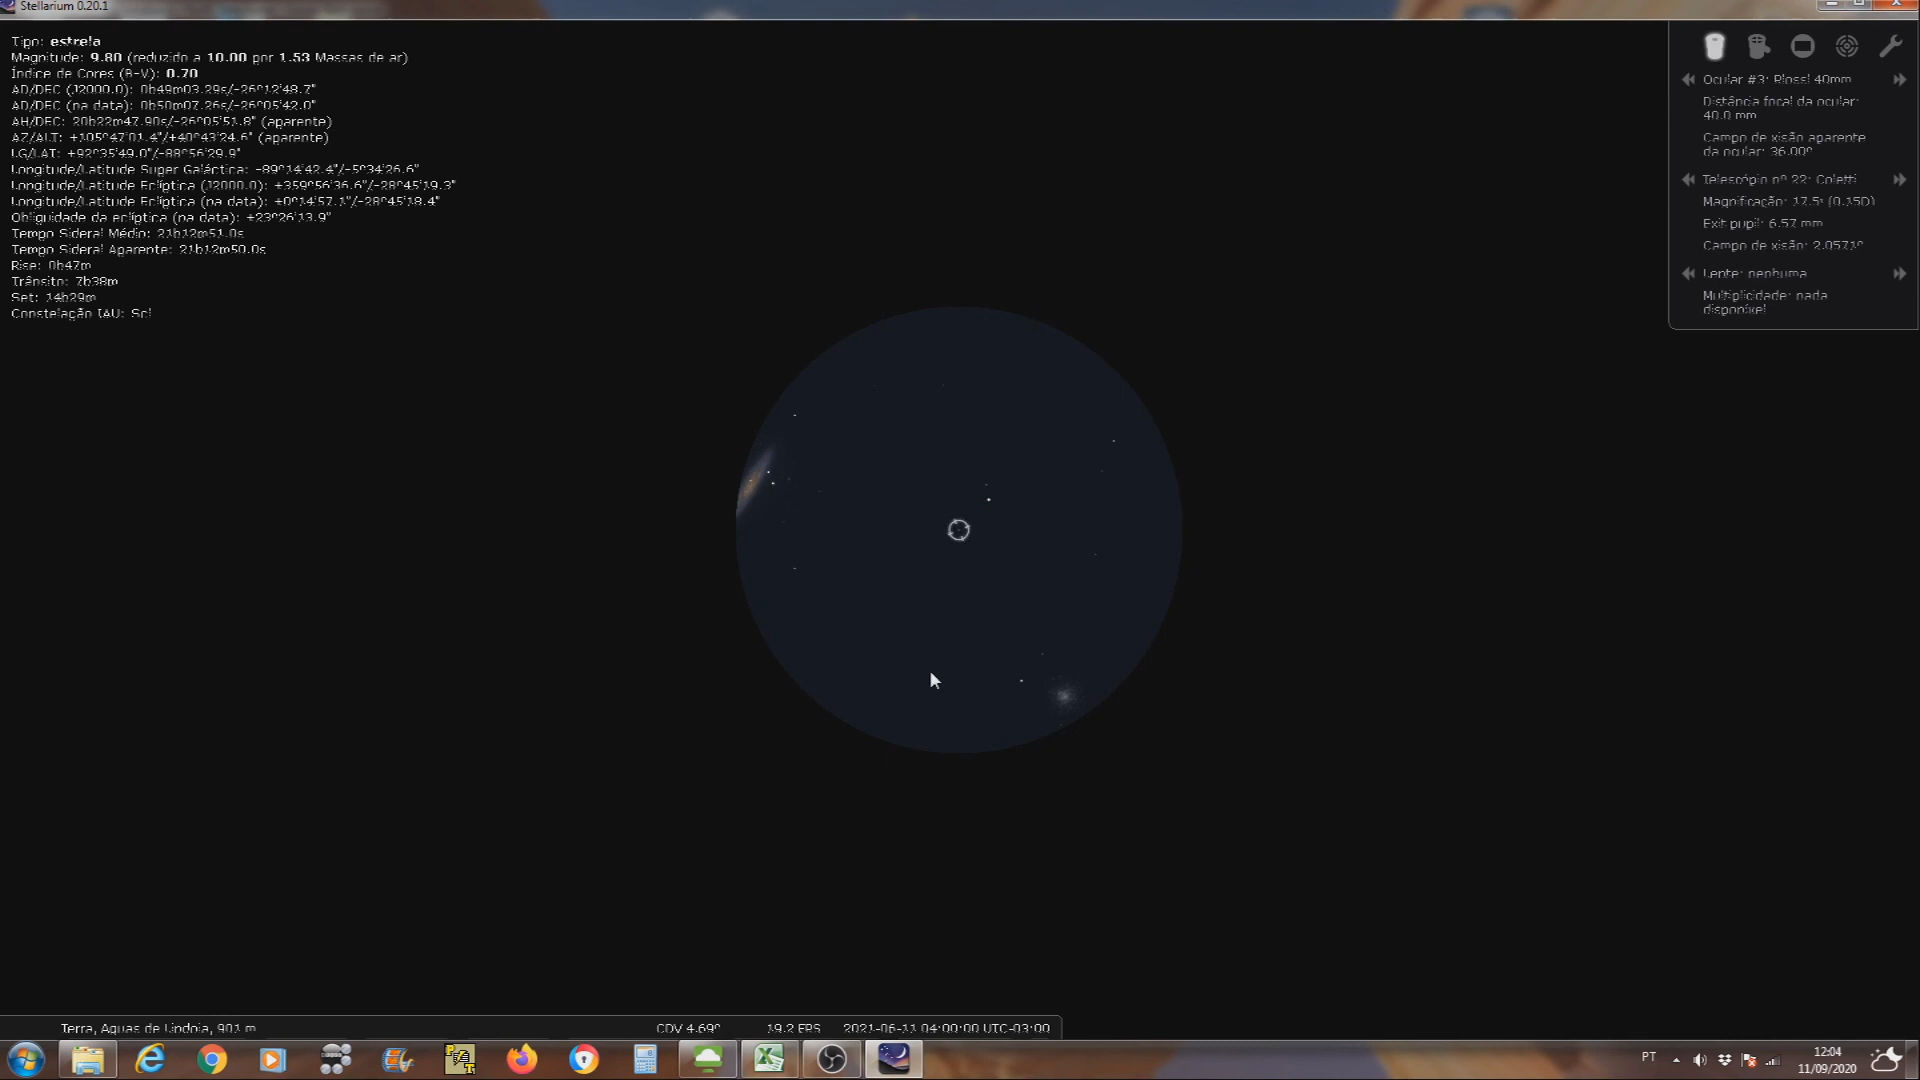 Stellarium 0.20.1
Tipo: estrela
Magnitude: 9.80 (reduzido a 10.00 por 1.53 Massas de ar)
Índice de Cores (B-V): 0.70
AD/DEC (J2000.0): 0h49m03.29s/-26°12'48.7"
AD/DEC (na data): 0h50m07.26s/-26°05'42.0"
AH/DEC: 20h22m47.90s/-26°05'51.8" (aparente)
AZ/ALT: +105°47'01.4"/+40°43'24.6" (aparente)
LG/LAT: +92°35'49.0"/-88°56'29.9"
Longitude/Latitude Super Galáctica: -89°14'42.4"/-5°34'26.6"
Longitude/Latitude Eclíptica (J2000.0): +359°56'36.6"/-28°45'19.3"
Longitude/Latitude Eclíptica (na data): +0°14'57.1"/-28°45'18.4"
Obliquidade da eclíptica (na data): +23°26'13.9"
Tempo Sideral Médio: 21h12m51.0s
Tempo Sideral Aparente: 21h12m50.0s
Rise: 0h47m
Trânsito: 7h38m
Set: 14h29m
Constelação IAU: Scl
Ocular #3: Plossl 40mm
Distância focal da ocular:
40.0 mm
Campo de visão aparente
da ocular: 36.00°
Telescópio nº 22: Coletti
Magnificação: 17.5× (0.15D)
Exit pupil: 6.57 mm
Campo de visão: 2.0571°
Lente: nenhuma
Multiplicidade: nada
disponível
Terra, Aguas de Lindoia, 901 m
CDV 4.69°
19.2 FPS
2021-06-11 04:00:00 UTC-03:00
PT
12:04
11/09/2020